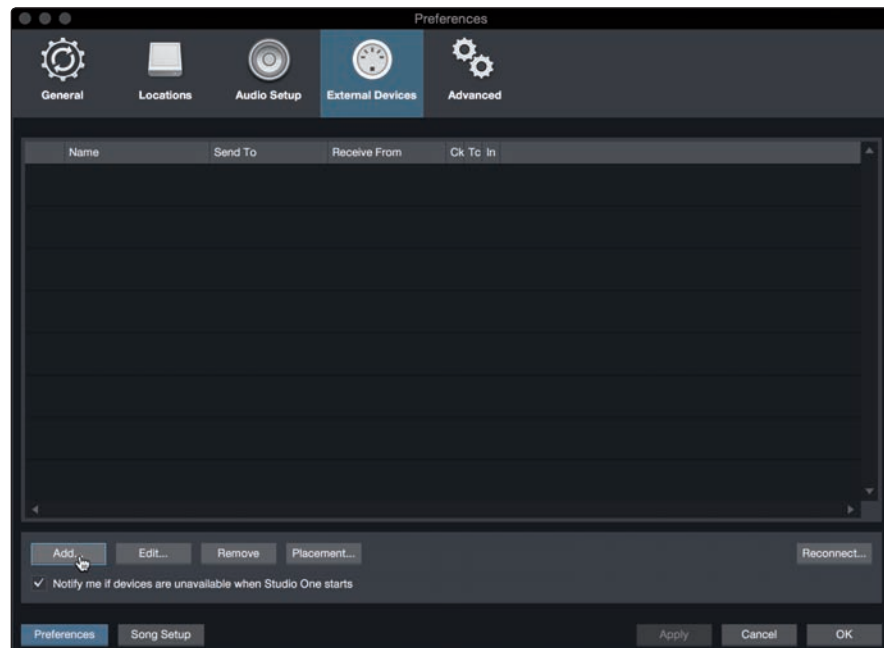 Preferences
General Locations Audio Setup External Devices Advanced
Name Send To Receive From Ck Tc In
Add... Edit... Remove Placement... Reconnect...
Notify me if devices are unavailable when Studio One starts
Preferences Song Setup Apply Cancel OK